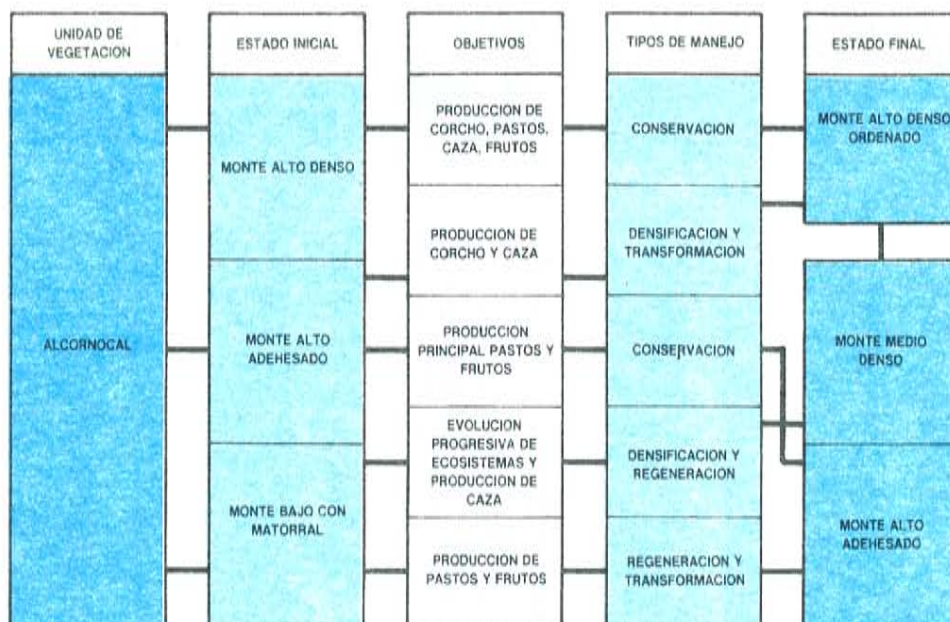 UNIDAD DE
VEGETACION
ESTADO INICIAL
OBJETIVOS
TIPOS DE MANEJO
ESTADO FINAL
ALCORNOCAL
MONTE ALTO DENSO
MONTE ALTO
ADEHESADO
MONTE BAJO CON
MATORRAL
PRODUCCION DE
CORCHO, PASTOS,
CAZA, FRUTOS
PRODUCCION DE
CORCHO Y CAZA
PRODUCCION
PRINCIPAL PASTOS Y
FRUTOS
EVOLUCION
PROGRESIVA DE
ECOSISTEMAS Y
PRODUCCION DE
CAZA
PRODUCCION DE
PASTOS Y FRUTOS
CONSERVACION
DENSIFICACION Y
TRANSFORMACION
CONSERVACION
DENSIFICACION Y
REGENERACION
REGENERACION Y
TRANSFORMACION
MONTE ALTO DENSO
ORDENADO
MONTE MEDIO
DENSO
MONTE ALTO
ADEHESADO